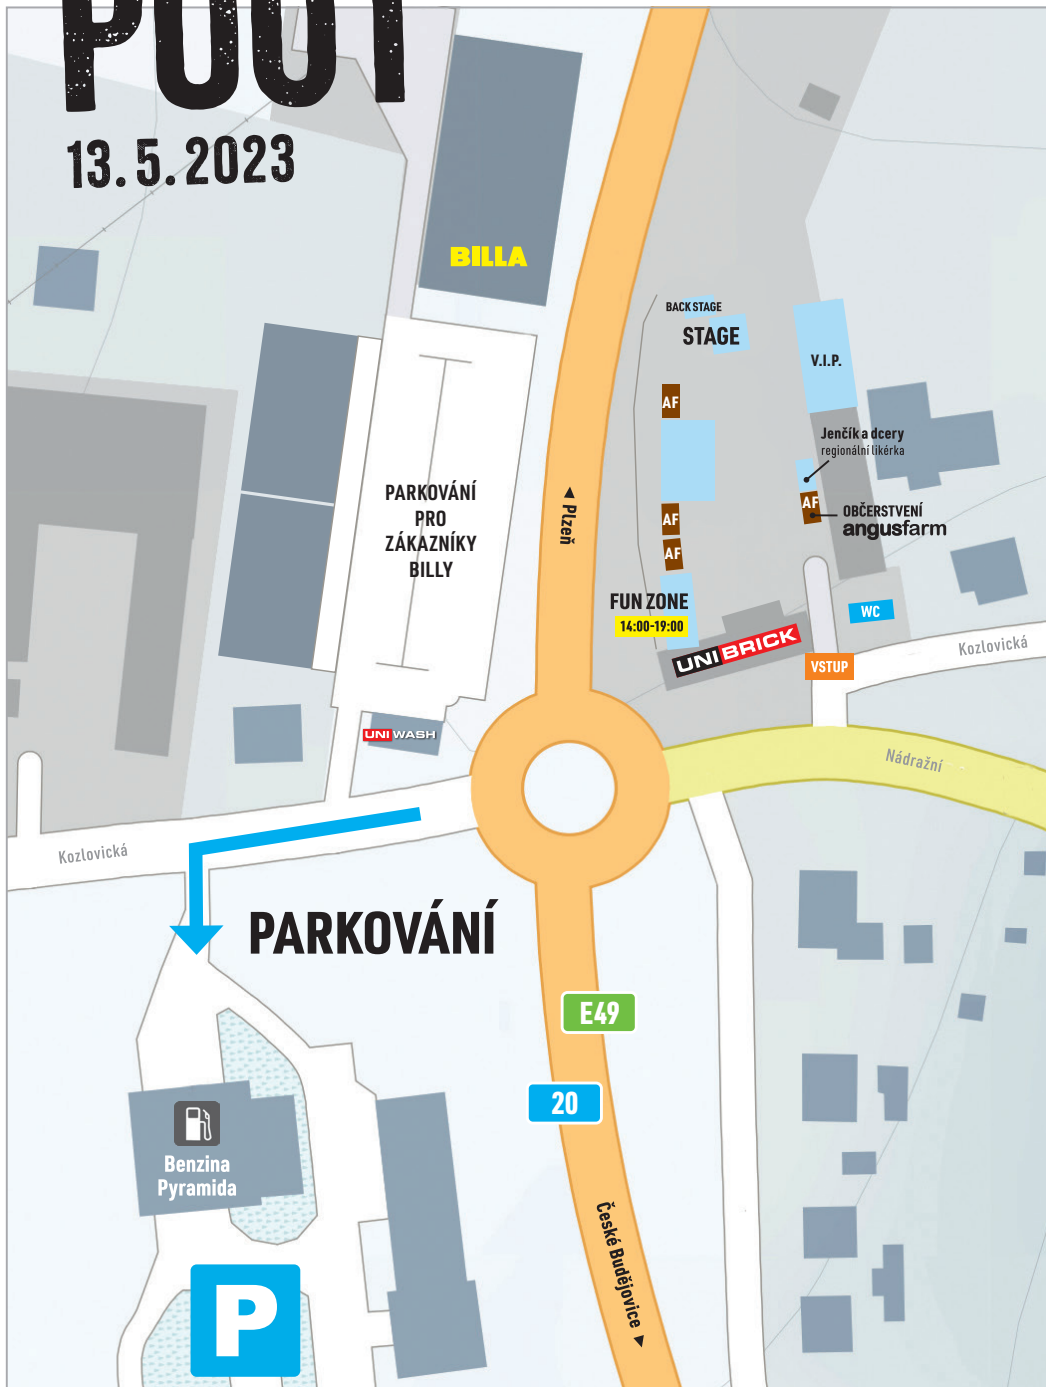 13. 5. 2023
BILLA
BACK STAGE
STAGE
V.I.P.
AF
Jenčík a dcery
regionální likérka
PARKOVÁNÍ
PRO
ZÁKAZNÍKY
BILLY
◀ Plzeň
AF
AF
AF
OBČERSTVENÍ
angusfarm
FUN ZONE
14:00-19:00
WC
UNIBRICK
VSTUP
Kozlovická
UNI WASH
Nádražní
Kozlovická
PARKOVÁNÍ
E49
20
Benzina
Pyramida
České Budějovice ▶
P